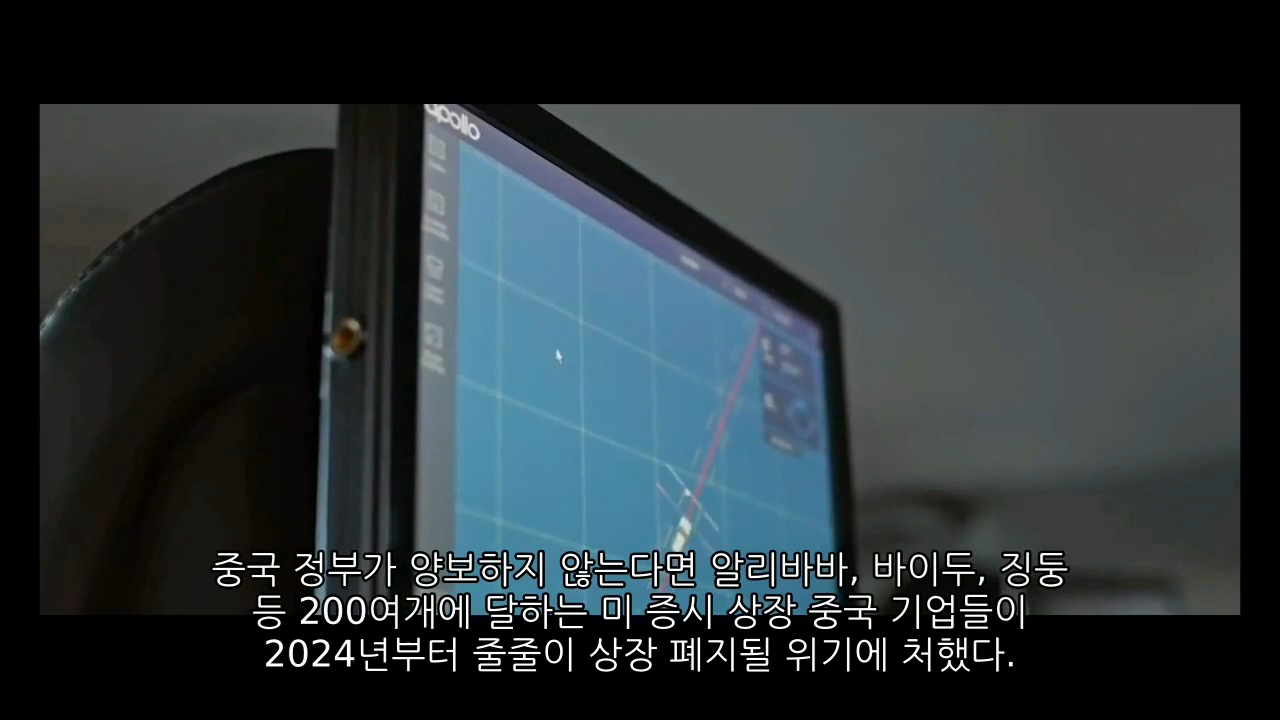 apollo
중국 정부가 양보하지 않는다면 알리바바, 바이두, 징둥
등 200여개에 달하는 미 증시 상장 중국 기업들이
2024년부터 줄줄이 상장 폐지될 위기에 처했다.